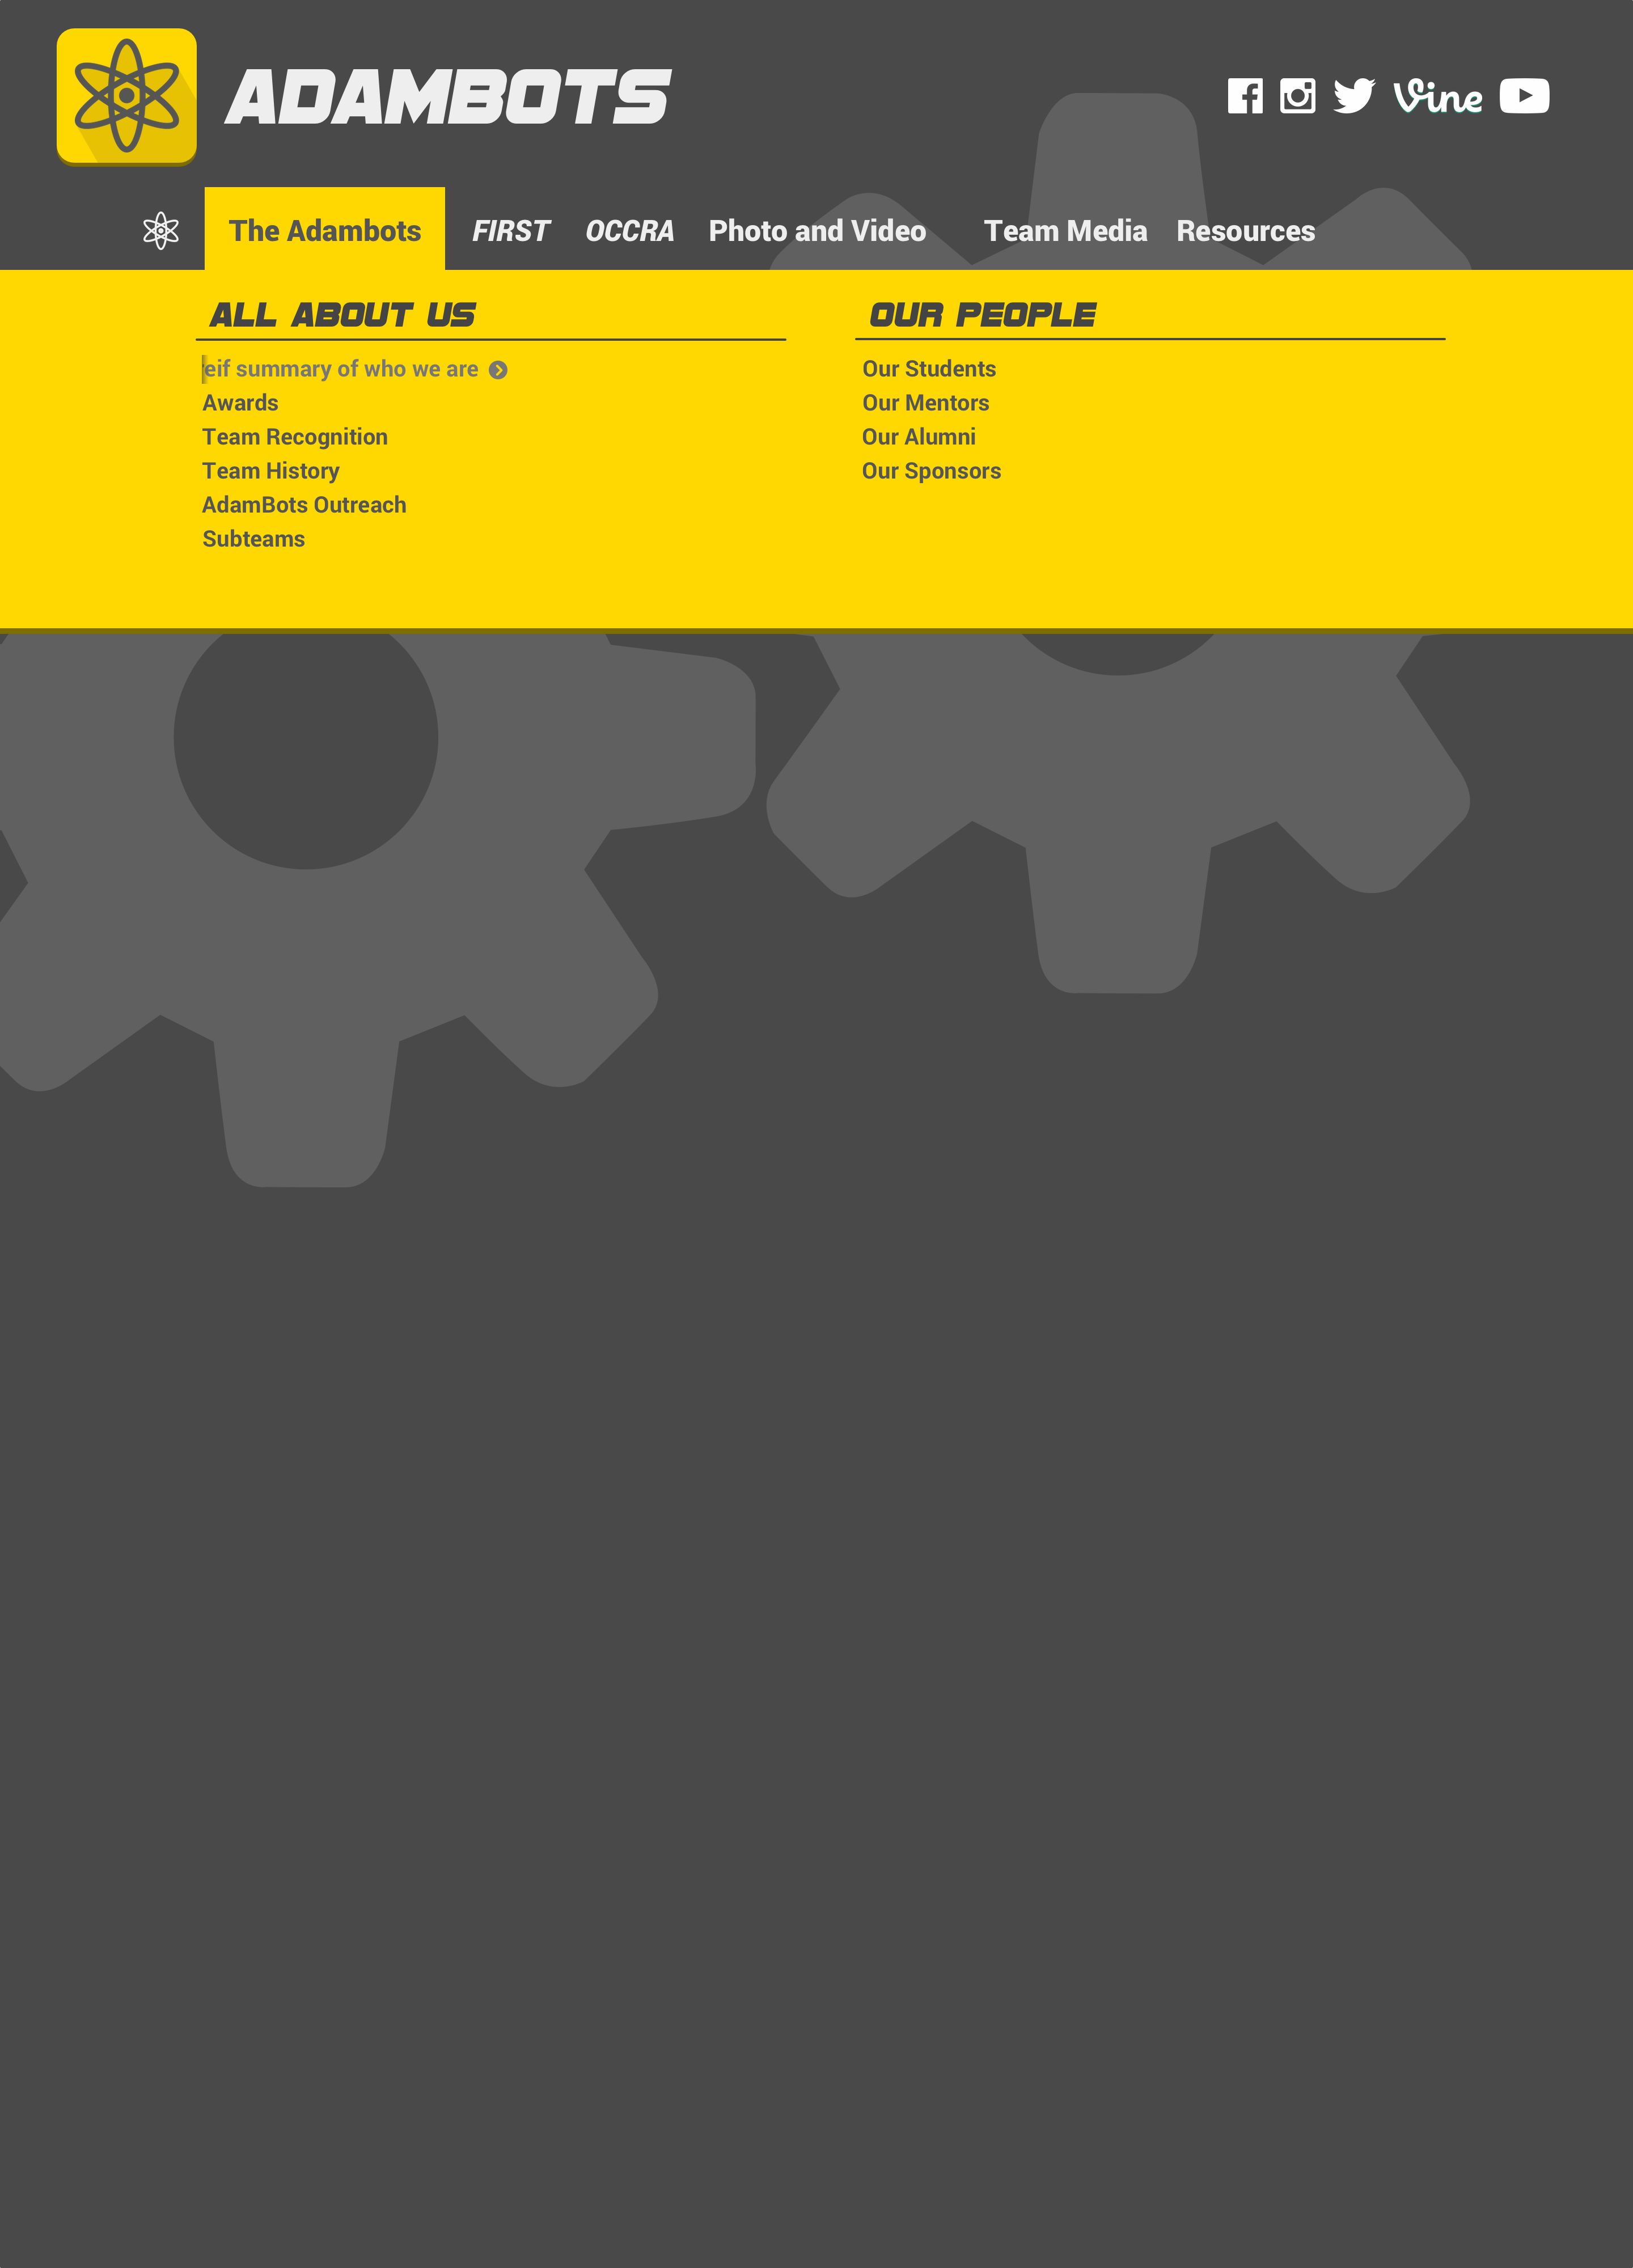 ADAMBOTS
Vine
The Adambots FIRST OCCRA Photo and Video Team Media Resources
ALL ABOUT US
eif summary of who we are
Awards
Team Recognition
Team History
AdamBots Outreach
Subteams
OUR PEOPLE
Our Students
Our Mentors
Our Alumni
Our Sponsors